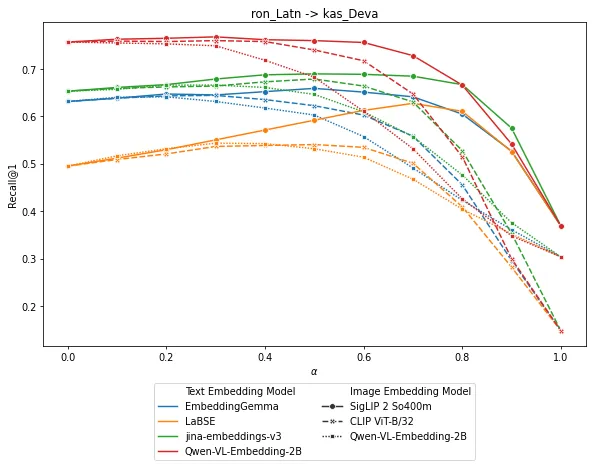 ron_Latn -> kas_Deva
Recall@1
0.7
0.6
0.5
0.4
0.3
0.2
0.0 0.2 0.4 0.6 0.8 1.0
α
Text Embedding Model Image Embedding Model
EmbeddingGemma SigLIP 2 So400m
LaBSE CLIP ViT-B/32
jina-embeddings-v3 Qwen-VL-Embedding-2B
Qwen-VL-Embedding-2B